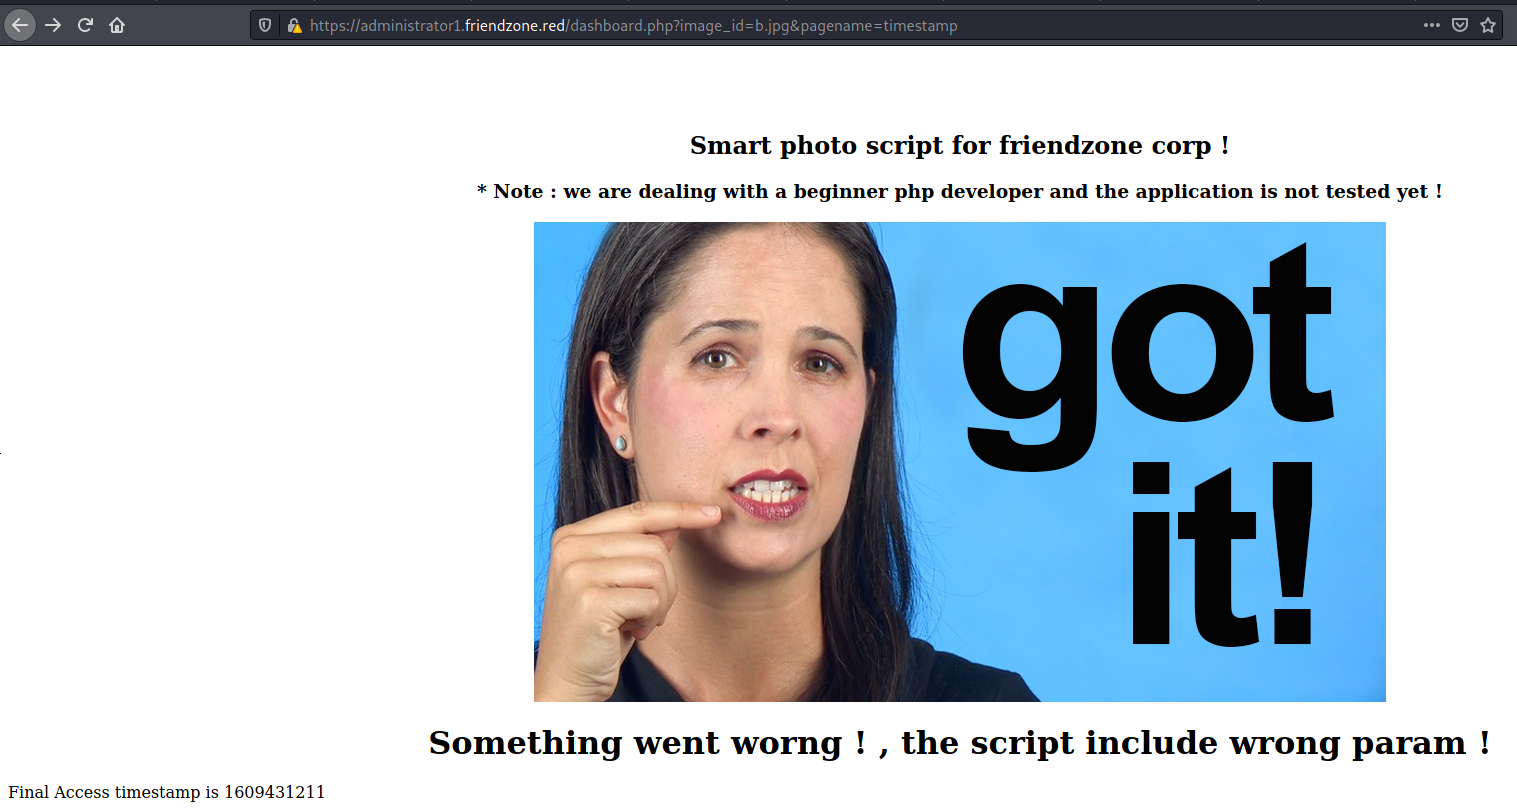 https://administrator1.friendzone.red/dashboard.php?image_id=b.jpg&pagename=timestamp
Smart photo script for friendzone corp !
* Note : we are dealing with a beginner php developer and the application is not tested yet !
got
it!
Something went worng ! , the script include wrong param !
Final Access timestamp is 1609431211